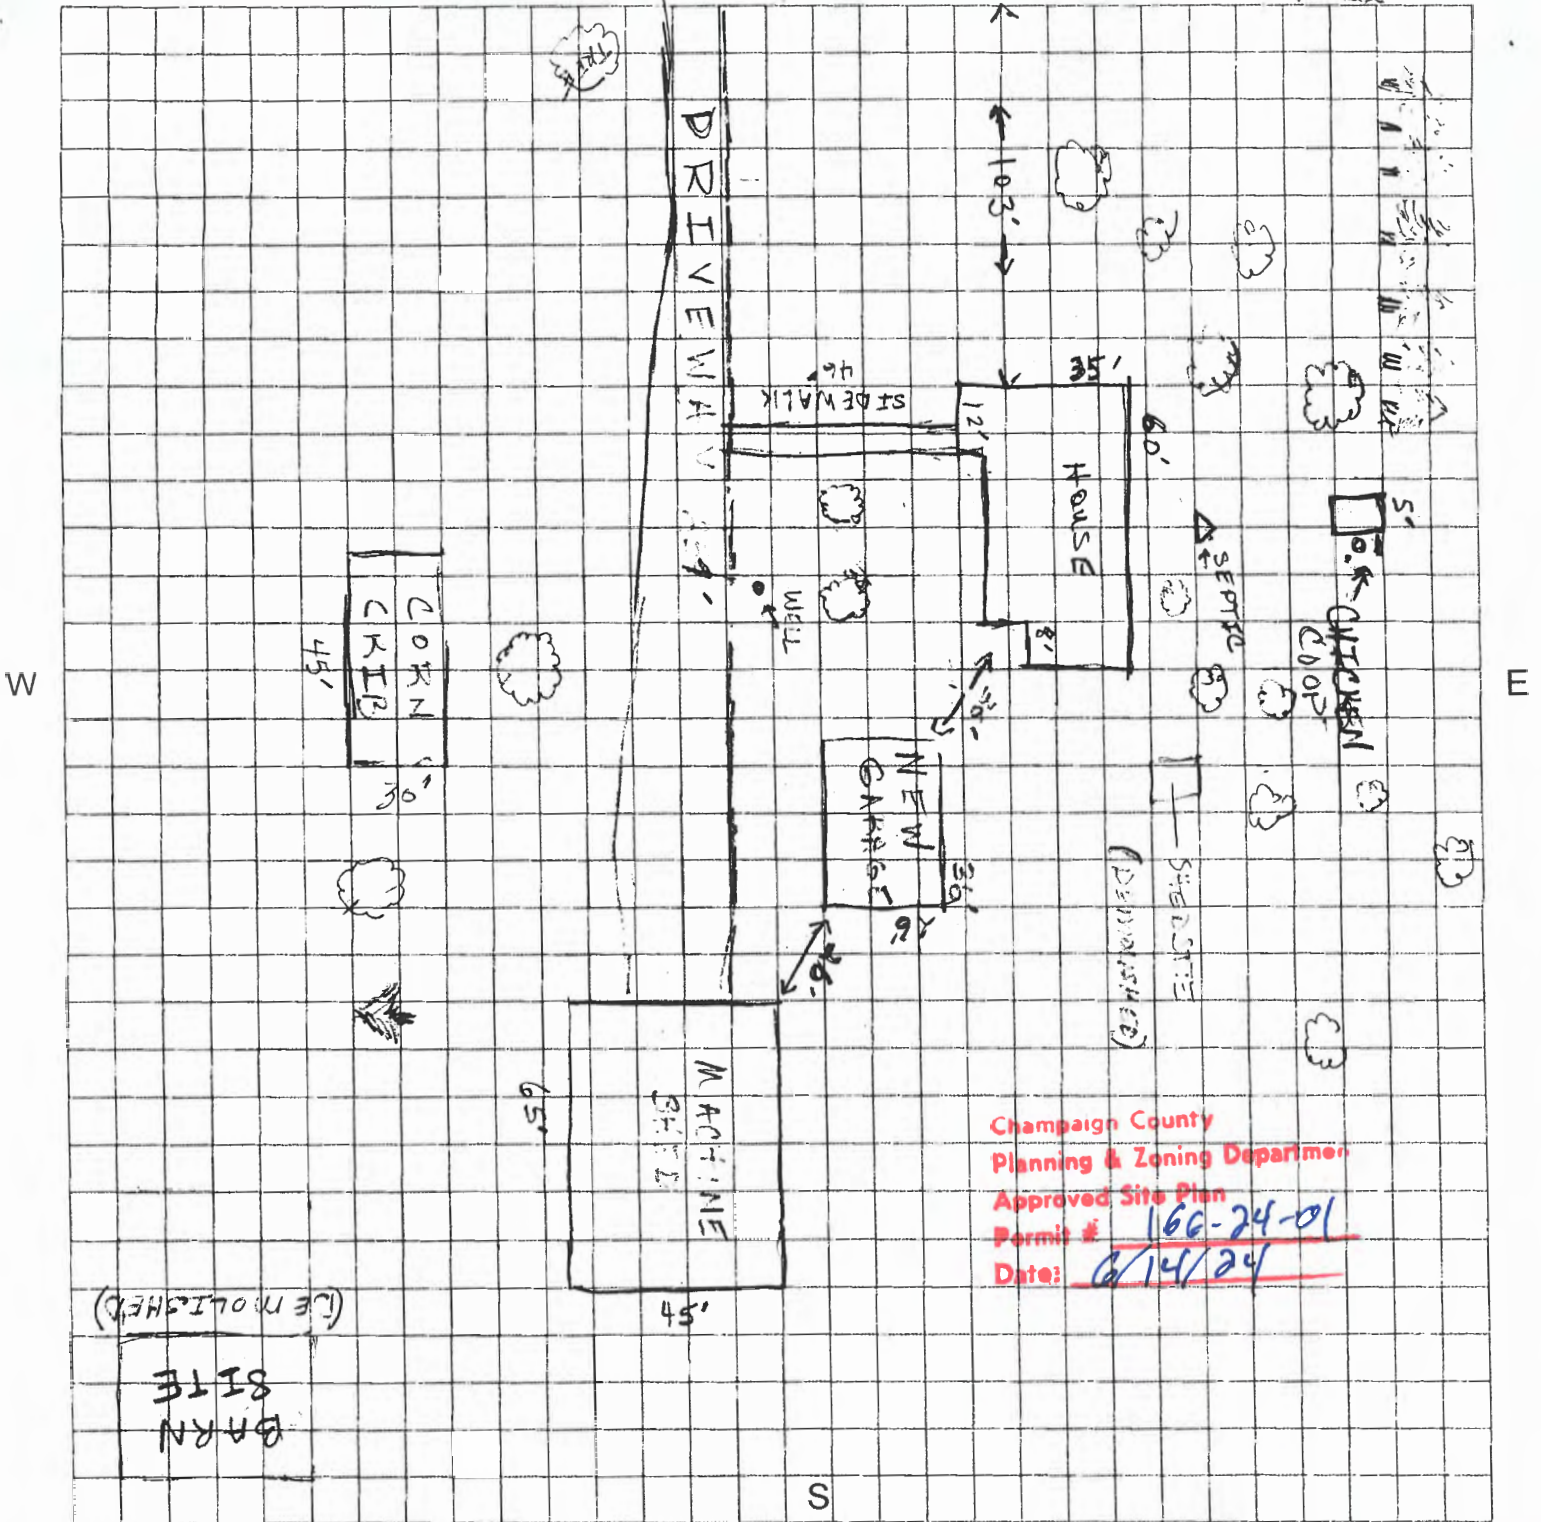 TREE
DRIVEWAY
103'
35'
60'
46'
SIDEWALK
12'
HOUSE
8'
WELL
SEPTIC
5'
CHICKEN
COOP
CORN
CRIB
45'
30'
W
E
NEW
GARAGE
SHED SITE
(DEMOLISHED)
MACHINE
SHED
65'
45'
Champaign County
Planning & Zoning Departmen
Approved Site Plan
Permit # 166-24-01
Date: 6/14/24
(DEMOLISHED)
BARN
SITE
S